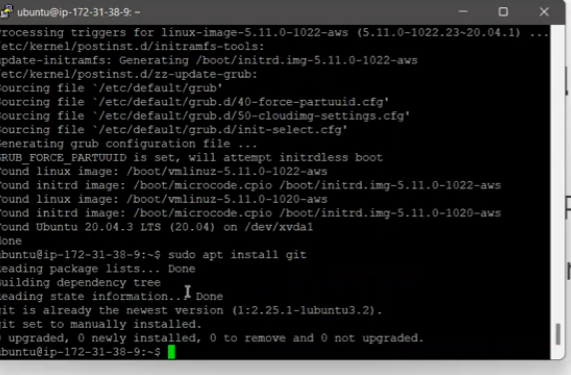 ubuntu@ip-172-31-38-9: ~
rocessing triggers for linux-image-5.11.0-1022-aws (5.11.0-1022.23~20.04.1) ...
etc/kernel/postinst.d/initramfs-tools:
pdate-initramfs: Generating /boot/initrd.img-5.11.0-1022-aws
etc/kernel/postinst.d/zz-update-grub:
ourcing file `/etc/default/grub'
ourcing file `/etc/default/grub.d/40-force-partuuid.cfg'
ourcing file `/etc/default/grub.d/50-cloudimg-settings.cfg'
ourcing file `/etc/default/grub.d/init-select.cfg'
enerating grub configuration file ...
GRUB_FORCE_PARTUUID is set, will attempt initrdless boot
ound linux image: /boot/vmlinuz-5.11.0-1022-aws
ound initrd image: /boot/microcode.cpio /boot/initrd.img-5.11.0-1022-aws
ound linux image: /boot/vmlinuz-5.11.0-1020-aws
ound initrd image: /boot/microcode.cpio /boot/initrd.img-5.11.0-1020-aws
ound Ubuntu 20.04.3 LTS (20.04) on /dev/xvda1
one
ubuntu@ip-172-31-38-9:~$ sudo apt install git
eading package lists... Done
uilding dependency tree
eading state information... Done
git is already the newest version (1:2.25.1-1ubuntu3.2).
git set to manually installed.
upgraded, 0 newly installed, 0 to remove and 0 not upgraded.
ubuntu@ip-172-31-38-9:~$